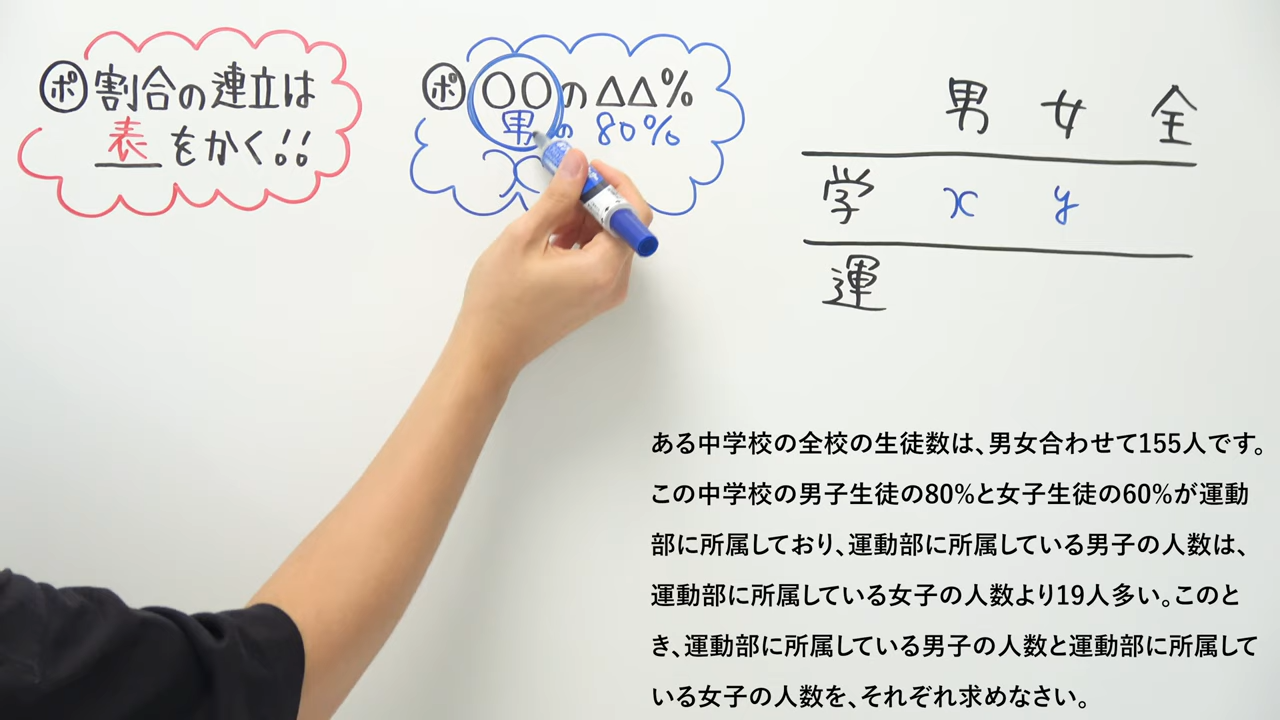 ポ 割合の連立は
表をかく!!
ポ 〇〇の△△%
男の 80%
男 女 全
学 x y
運
ある中学校の全校の生徒数は、男女合わせて155人です。
この中学校の男子生徒の80%と女子生徒の60%が運動
部に所属しており、運動部に所属している男子の人数は、
運動部に所属している女子の人数より19人多い。このと
き、運動部に所属している男子の人数と運動部に所属して
いる女子の人数を、それぞれ求めなさい。